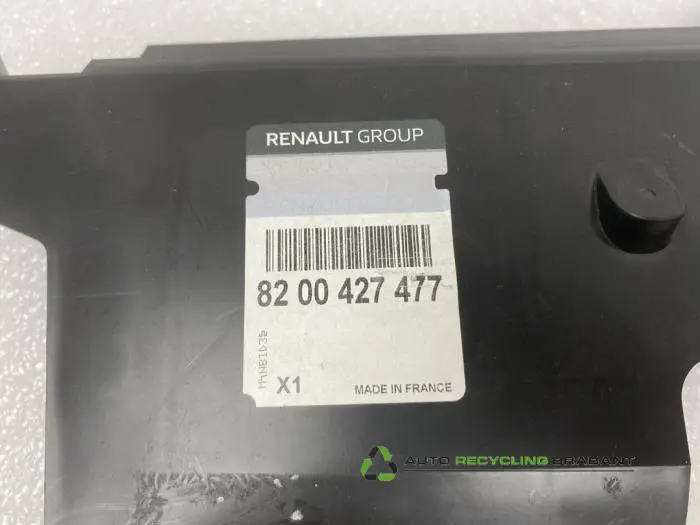 RENAULT GROUP
82 00 427 477
X1
MADE IN FRANCE
AUTO RECYCLING BRABANT